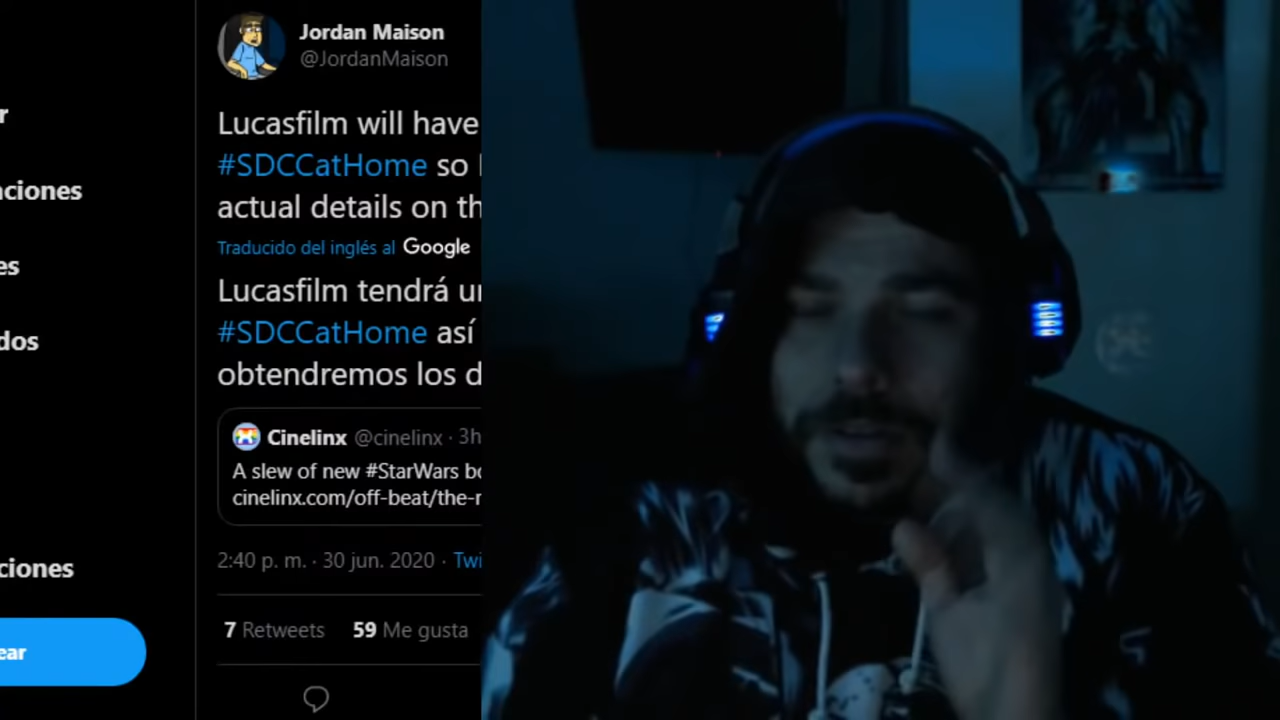 Jordan Maison
@JordanMaison
r
Lucasfilm will have
aciones
#SDCCatHome so
actual details on th
es
Traducido del inglés al Google
Lucasfilm tendrá un
dos
#SDCCatHome así
obtendremos los d
Cinelinx @cinelinx · 3h
A slew of new #StarWars bo
cinelinx.com/off-beat/the-r
ciones
2:40 p. m. · 30 jun. 2020 · Twi
ear
7 Retweets 59 Me gusta